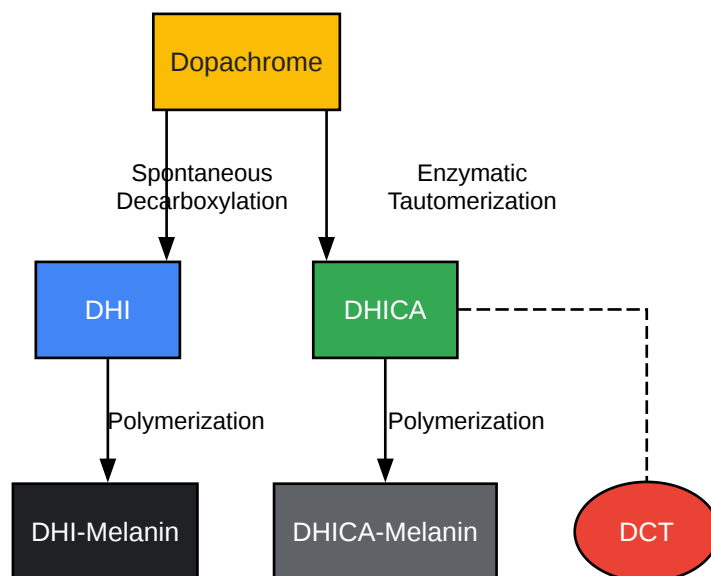 Dopachrome
Spontaneous
Decarboxylation
Enzymatic
Tautomerization
DHI
DHICA
Polymerization
Polymerization
DHI-Melanin
DHICA-Melanin
DCT